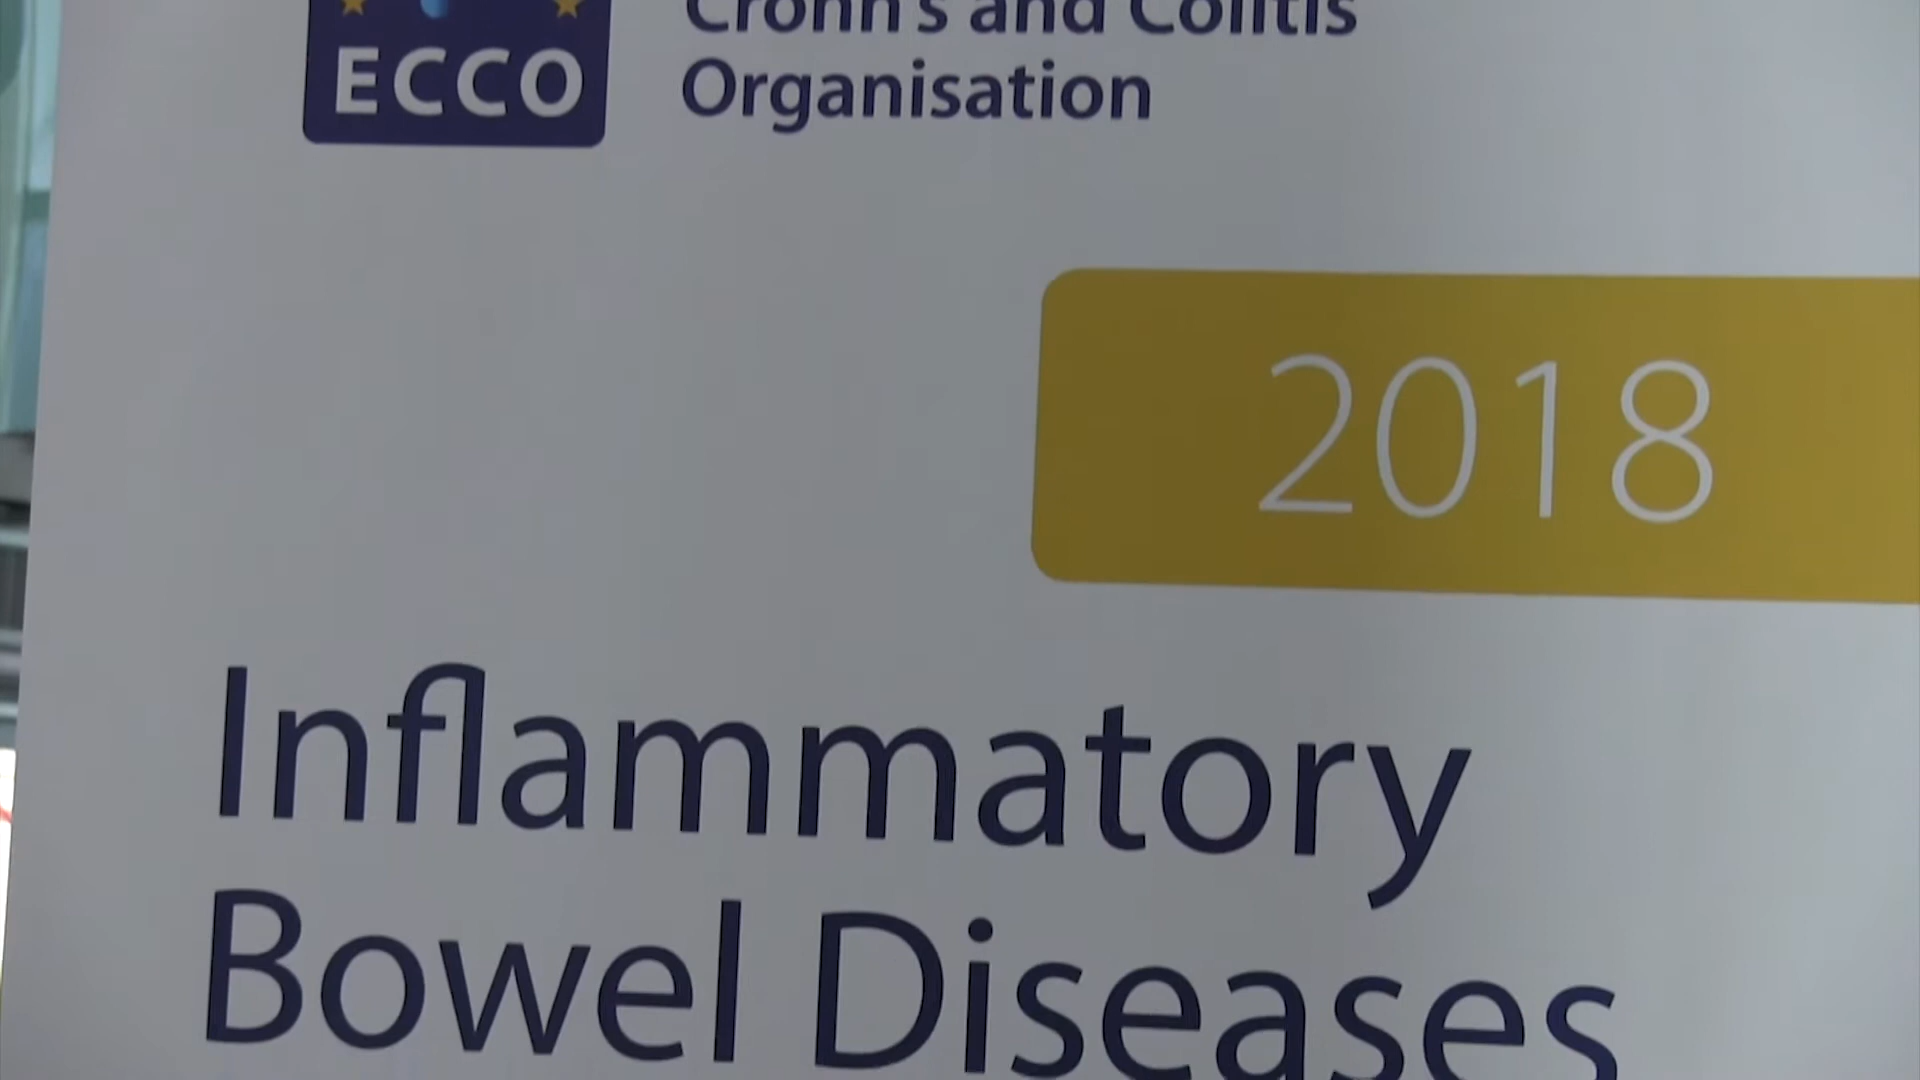 ECCO
Crohn's and Colitis
Organisation
2018
Inflammatory
Bowel Diseases